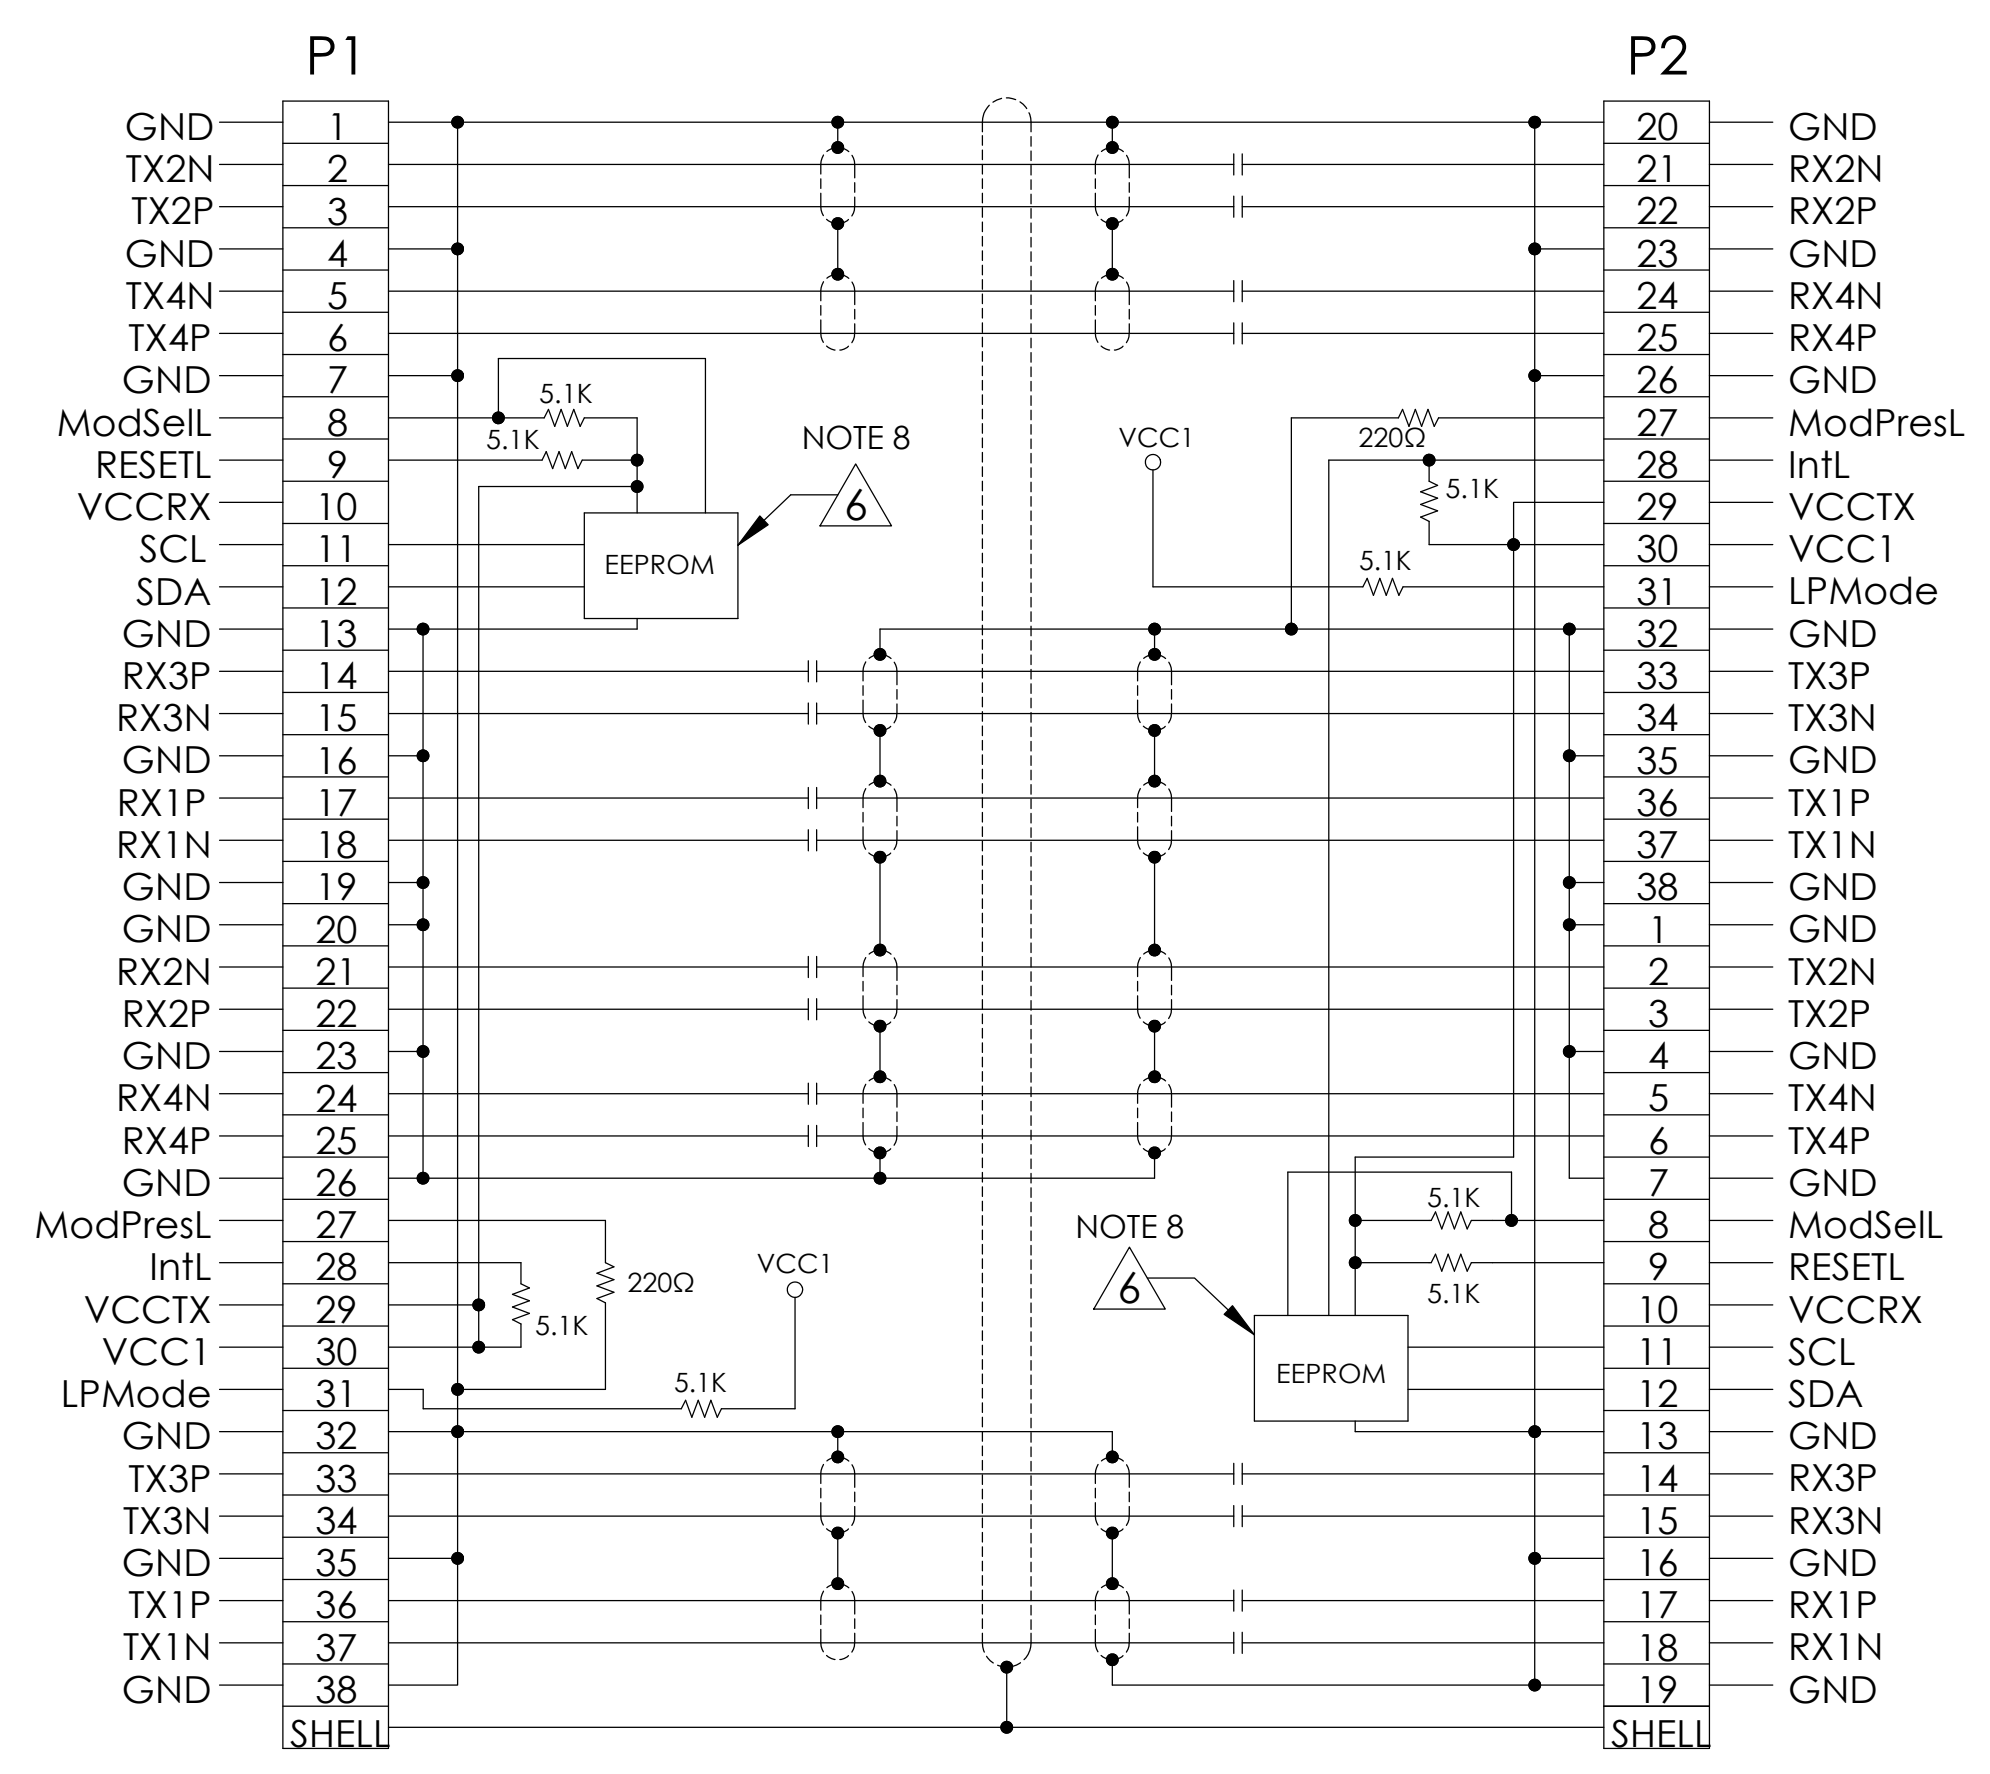 P1 P2
GND 1 20 GND
TX2N 2 21 RX2N
TX2P 3 22 RX2P
GND 4 23 GND
TX4N 5 24 RX4N
TX4P 6 25 RX4P
GND 7 26 GND
5.1K
ModSelL 8 27 ModPresL
5.1K NOTE 8 VCC1 220Ω
RESETL 9 28 IntL
5.1K
VCCRX 10 6 29 VCCTX
SCL 11 30 VCC1
EEPROM 5.1K
SDA 12 31 LPMode
GND 13 32 GND
RX3P 14 33 TX3P
RX3N 15 34 TX3N
GND 16 35 GND
RX1P 17 36 TX1P
RX1N 18 37 TX1N
GND 19 38 GND
GND 20 1 GND
RX2N 21 2 TX2N
RX2P 22 3 TX2P
GND 23 4 GND
RX4N 24 5 TX4N
RX4P 25 6 TX4P
GND 26 7 GND
5.1K
ModPresL 27 NOTE 8 8 ModSelL
IntL 28 VCC1 9 RESETL
220Ω 6 5.1K
VCCTX 29 10 VCCRX
5.1K
VCC1 30 11 SCL
5.1K EEPROM
LPMode 31 12 SDA
GND 32 13 GND
TX3P 33 14 RX3P
TX3N 34 15 RX3N
GND 35 16 GND
TX1P 36 17 RX1P
TX1N 37 18 RX1N
GND 38 19 GND
SHELL SHELL